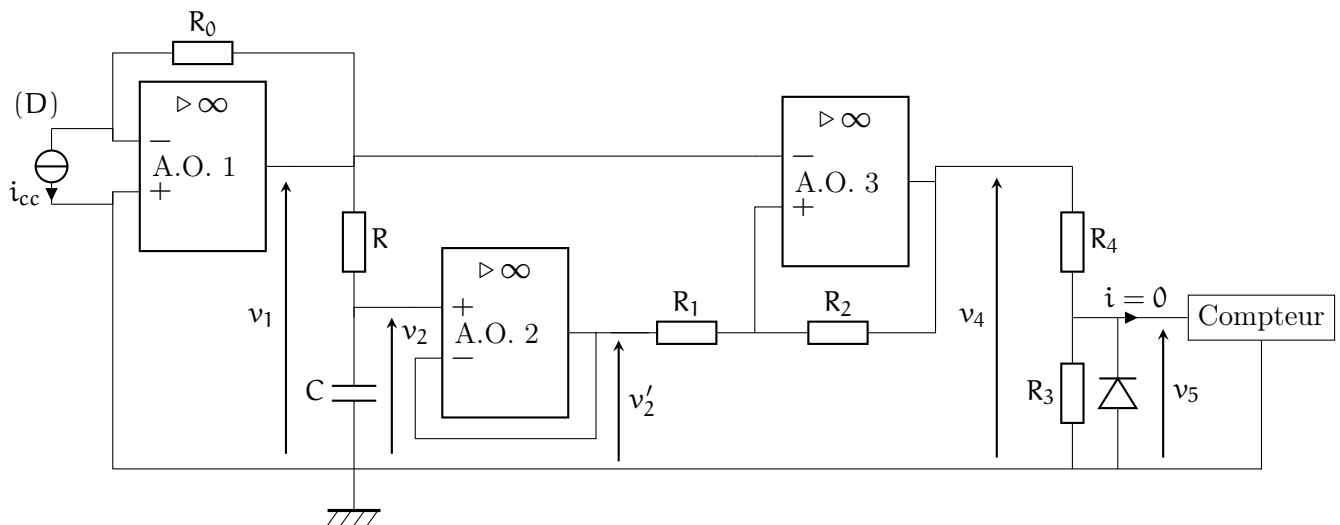 R₀
(D)
i_cc
▷ ∞
−
A.O. 1
+
v₁
R
C
v₂
▷ ∞
+
A.O. 2
−
v₂′
R₁
R₂
▷ ∞
−
A.O. 3
+
v₄
R₄
R₃
i = 0
v₅
Compteur